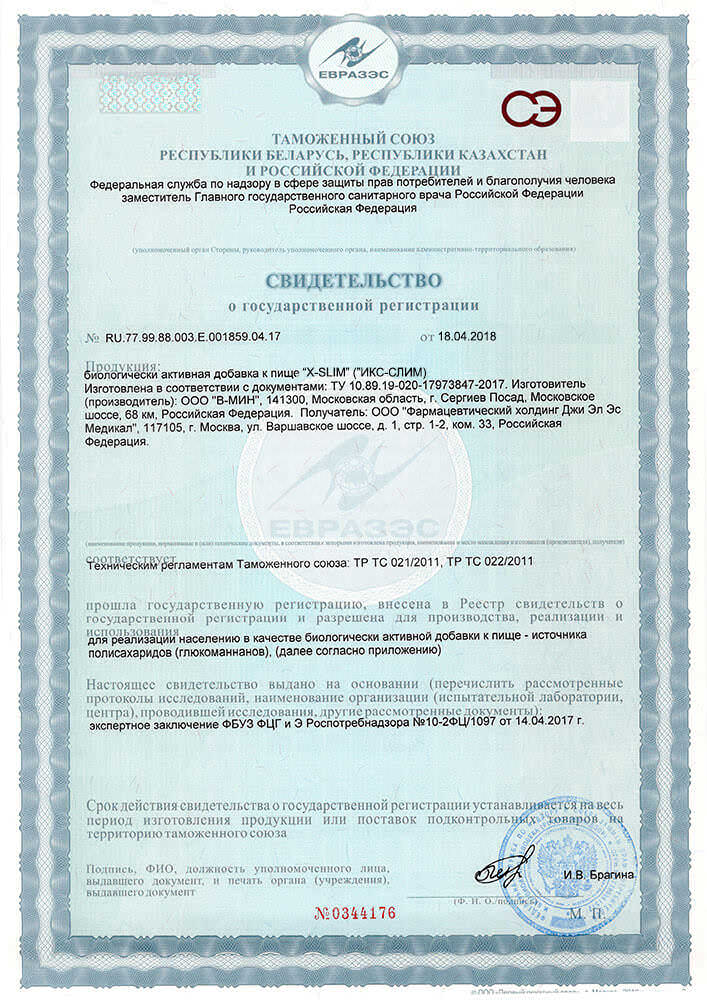 ЕВРАЗЭС
СЭ
ТАМОЖЕННЫЙ СОЮЗ
РЕСПУБЛИКИ БЕЛАРУСЬ, РЕСПУБЛИКИ КАЗАХСТАН
И РОССИЙСКОЙ ФЕДЕРАЦИИ
Федеральная служба по надзору в сфере защиты прав потребителей и благополучия человека
заместитель Главного государственного санитарного врача Российской Федерации
Российская Федерация
(уполномоченный орган Стороны, руководитель уполномоченного органа, наименование административно-территориального образования)
СВИДЕТЕЛЬСТВО
о государственной регистрации
№ RU.77.99.88.003.Е.001859.04.17 от 18.04.2018
Продукция:
биологически активная добавка к пище "X-SLIM" ("ИКС-СЛИМ)
Изготовлена в соответствии с документами: ТУ 10.89.19-020-17973847-2017. Изготовитель
(производитель): ООО "В-МИН", 141300, Московская область, г. Сергиев Посад, Московское
шоссе, 68 км, Российская Федерация. Получатель: ООО "Фармацевтический холдинг Джи Эл Эс
Медикал", 117105, г. Москва, ул. Варшавское шоссе, д. 1, стр. 1-2, ком. 33, Российская
Федерация.
ЕВРАЗЭС
(наименование продукции, нормативные и (или) технические документы, в соответствии с которыми изготовлена продукция, наименование и место нахождения изготовителя (производителя), получателя)
соответствует
Техническим регламентам Таможенного союза: ТР ТС 021/2011, ТР ТС 022/2011
прошла государственную регистрацию, внесена в Реестр свидетельств о
государственной регистрации и разрешена для производства, реализации и
использования
для реализации населению в качестве биологически активной добавки к пище - источника
полисахаридов (глюкоманнанов), (далее согласно приложению)
Настоящее свидетельство выдано на основании (перечислить рассмотренные
протоколы исследований, наименование организации (испытательной лаборатории,
центра), проводившей исследования, другие рассмотренные документы):
экспертное заключение ФБУЗ ФЦГ и Э Роспотребнадзора №10-2ФЦ/1097 от 14.04.2017 г.
Срок действия свидетельства о государственной регистрации устанавливается на весь
период изготовления продукции или поставок подконтрольных товаров на
территорию таможенного союза
Подпись, ФИО, должность уполномоченного лица,
выдавшего документ, и печать органа (учреждения),
выдавшего документ
И.В. Брагина
(Ф. И. О./подпись)
М. П.
№0344176